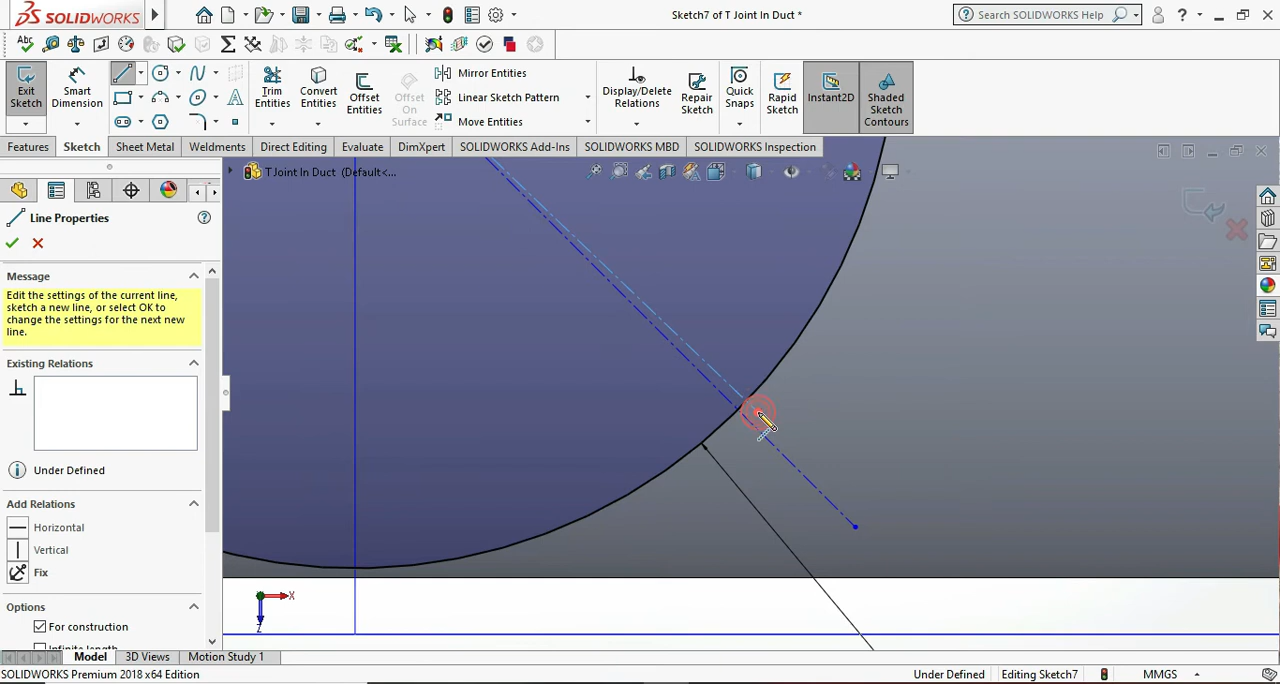 SOLIDWORKS
Sketch7 of T Joint In Duct *
Search SOLIDWORKS Help
Exit Sketch
Smart Dimension
Trim Entities
Convert Entities
Offset Entities
Offset On Surface
Mirror Entities
Linear Sketch Pattern
Move Entities
Display/Delete Relations
Repair Sketch
Quick Snaps
Rapid Sketch
Instant2D
Shaded Sketch Contours
Features
Sketch
Sheet Metal
Weldments
Direct Editing
Evaluate
DimXpert
SOLIDWORKS Add-Ins
SOLIDWORKS MBD
SOLIDWORKS Inspection
T Joint In Duct (Default<...
Line Properties
Message
Edit the settings of the current line,
sketch a new line, or select OK to
change the settings for the next new
line.
Existing Relations
Under Defined
Add Relations
Horizontal
Vertical
Fix
Options
For construction
Infinite length
X
Z
Model
3D Views
Motion Study 1
SOLIDWORKS Premium 2018 x64 Edition
Under Defined
Editing Sketch7
MMGS